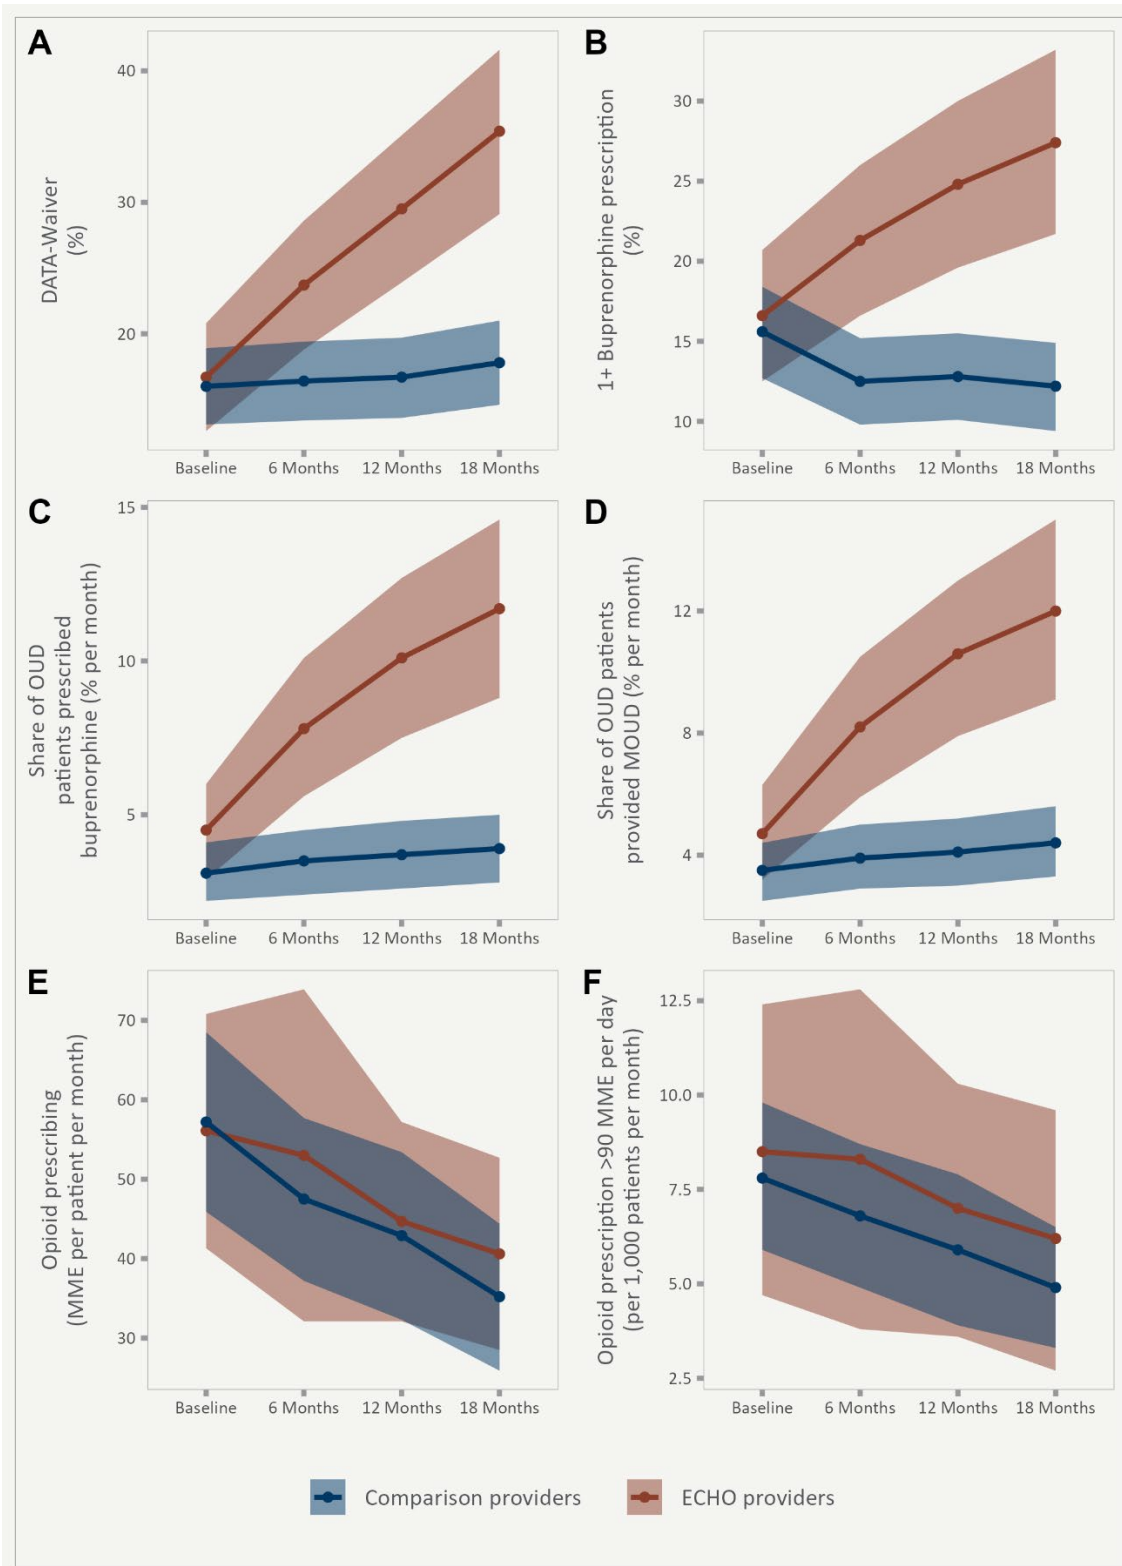 A
DATA-Waiver
(%)
40
30
20
Baseline 6 Months 12 Months 18 Months
B
1+ Buprenorphine prescription
(%)
30
25
20
15
10
Baseline 6 Months 12 Months 18 Months
C
Share of OUD
patients prescribed
buprenorphine (% per month)
15
10
5
Baseline 6 Months 12 Months 18 Months
D
Share of OUD patients
provided MOUD (% per month)
12
8
4
Baseline 6 Months 12 Months 18 Months
E
Opioid prescribing
(MME per patient per month)
70
60
50
40
30
Baseline 6 Months 12 Months 18 Months
F
Opioid prescription >90 MME per day
(per 1,000 patients per month)
12.5
10.0
7.5
5.0
2.5
Baseline 6 Months 12 Months 18 Months
Comparison providers ECHO providers